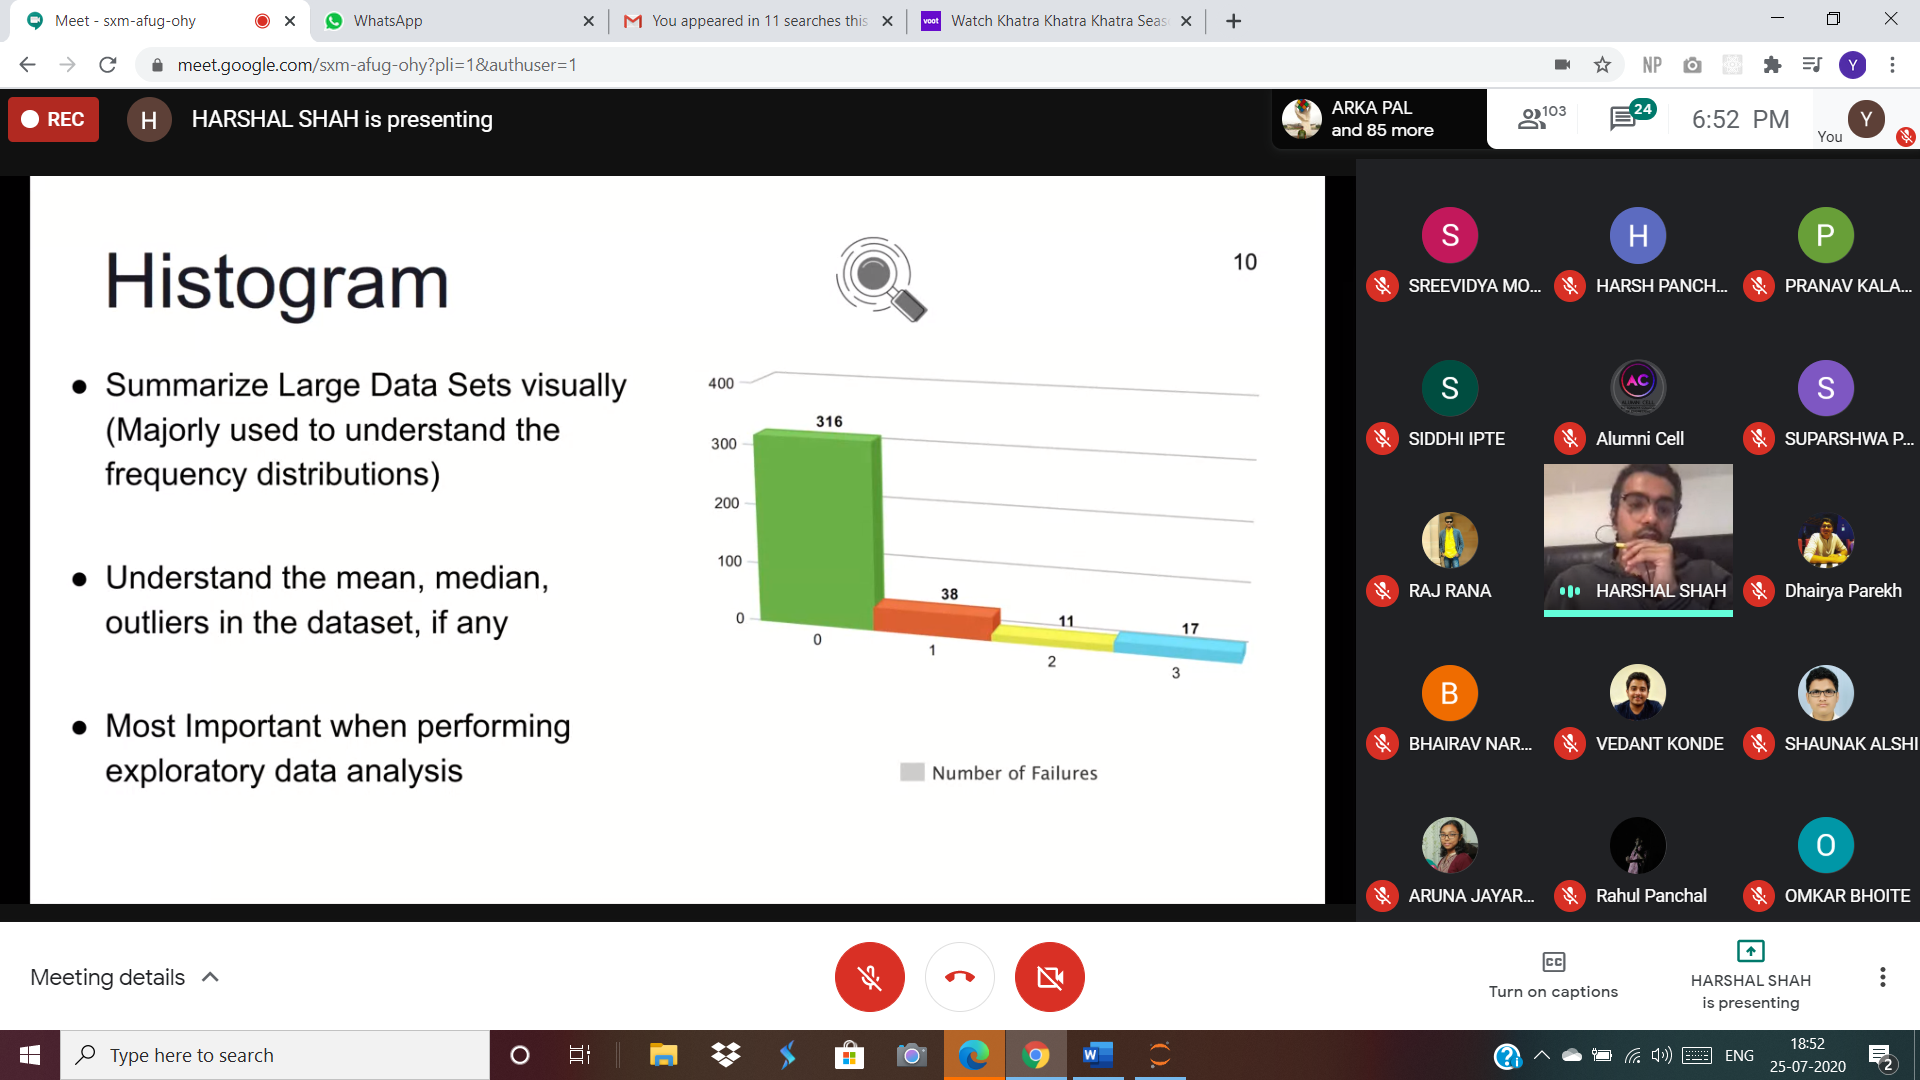 Meet - sxm-afug-ohy
WhatsApp
You appeared in 11 searches this
voot
Watch Khatra Khatra Khatra Seas
meet.google.com/sxm-afug-ohy?pli=1&authuser=1
NP
Y
REC
H
HARSHAL SHAH is presenting
ARKA PAL
and 85 more
103
24
6:52 PM
You
Y
Histogram
10
● Summarize Large Data Sets visually
(Majorly used to understand the
frequency distributions)
● Understand the mean, median,
outliers in the dataset, if any
● Most Important when performing
exploratory data analysis
400
300
200
100
0
316
38
11
17
0
1
2
3
Number of Failures
S
H
P
SREEVIDYA MO...
HARSH PANCH...
PRANAV KALA...
S
AC
S
SIDDHI IPTE
Alumni Cell
SUPARSHWA P...
RAJ RANA
HARSHAL SHAH
Dhairya Parekh
B
BHAIRAV NAR...
VEDANT KONDE
SHAUNAK ALSHI
O
ARUNA JAYAR...
Rahul Panchal
OMKAR BHOITE
Meeting details
CC
Turn on captions
HARSHAL SHAH
is presenting
Type here to search
W
ENG
18:52
25-07-2020
2